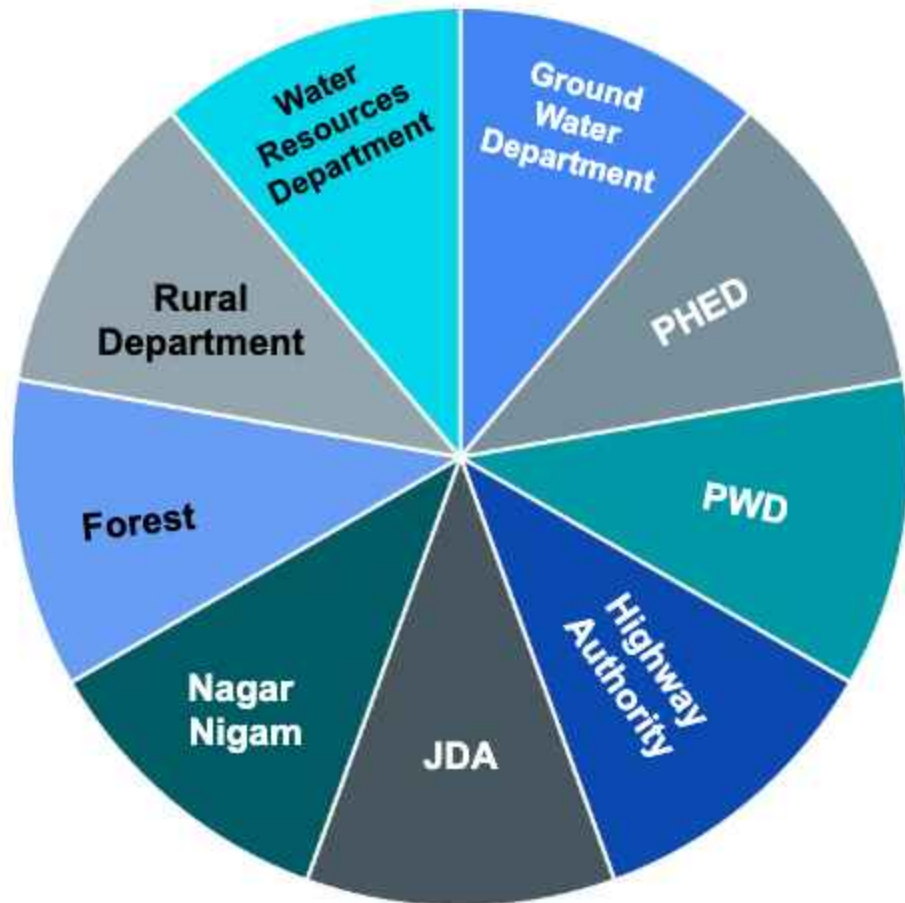 Ground
Water
Department
PHED
PWD
Highway
Authority
JDA
Nagar
Nigam
Forest
Rural
Department
Water
Resources
Department